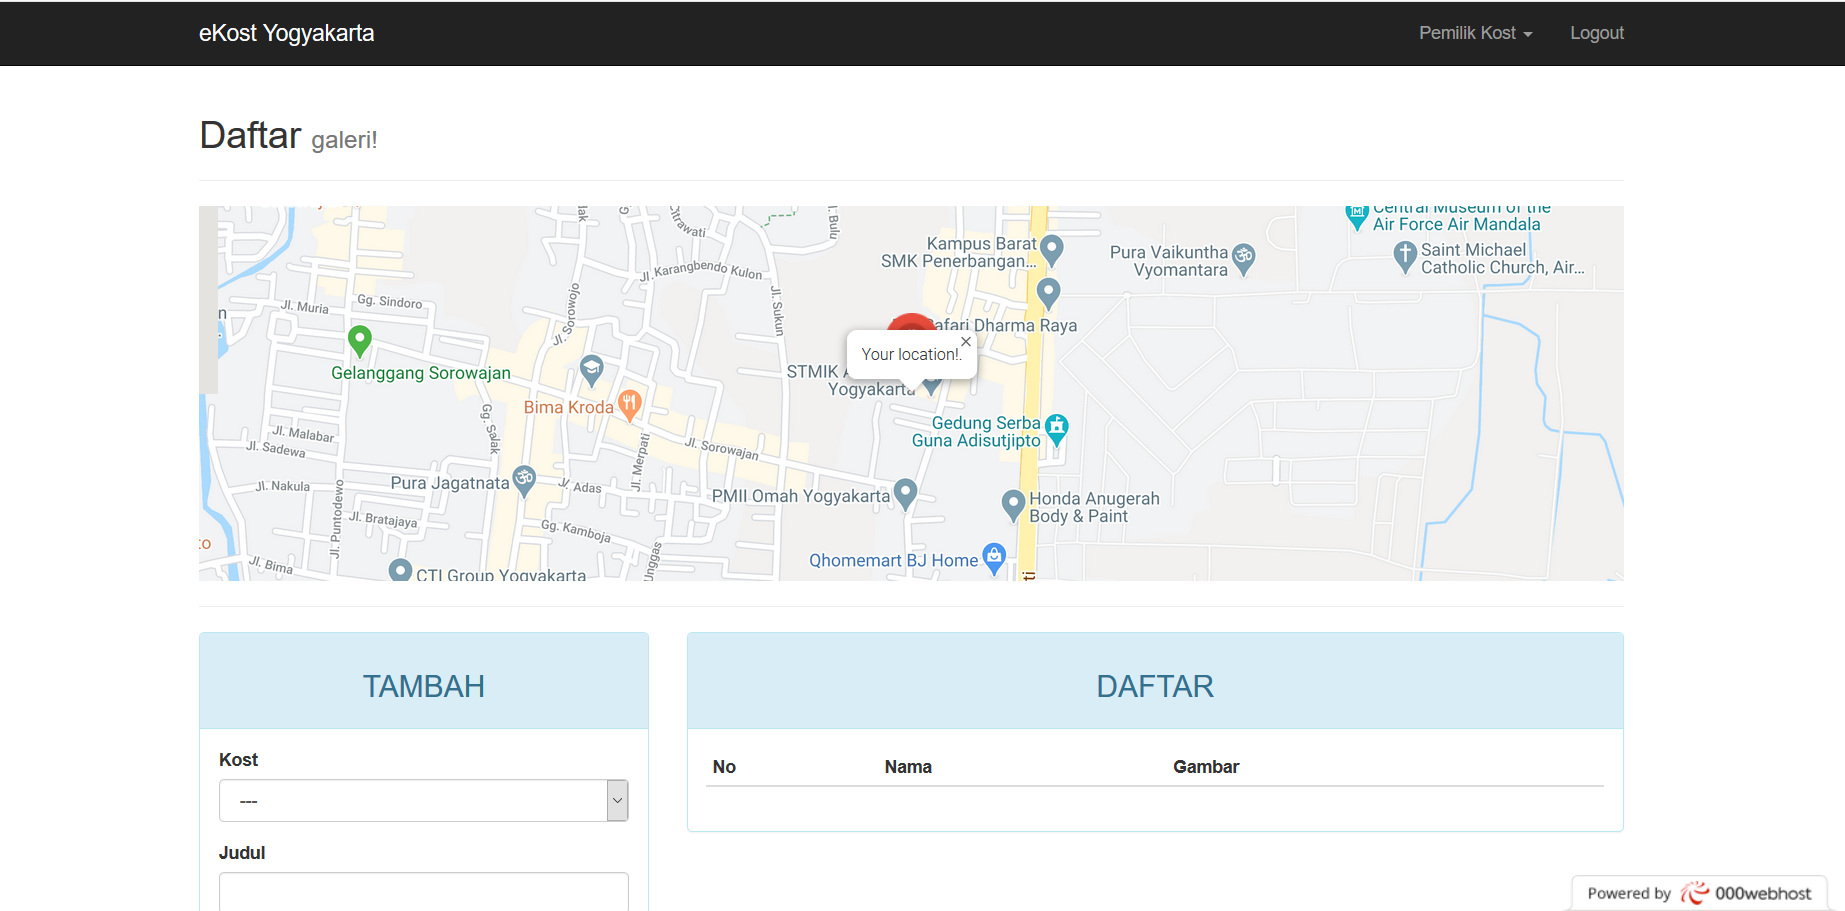 eKost Yogyakarta
Pemilik Kost
Logout
Daftar galeri!
Central Museum of the
Air Force Air Mandala
Saint Michael
Catholic Church, Air...
Pura Vaikuntha
Vyomantara
Kampus Barat
SMK Penerbangan...
Citrawati
Jl. Bulu
Jl. Karangbendo Kulon
Jl. Sukun
Jl. Sorowojo
Gg. Sindoro
Jl. Muria
Gelanggang Sorowajan
Safari Dharma Raya
Your location!.
STMIK A
Yogyakarta
Bima Kroda
Gedung Serba
Guna Adisutjipto
Gg. Salak
Jl. Malabar
Jl. Sadewa
Jl. Merpati
Jl. Sorowajan
Jl. Nakula
Pura Jagatnata
Jl. Puntodewo
Jl. Bratajaya
PMII Omah Yogyakarta
Honda Anugerah
Body & Paint
Gg. Kamboja
Qhomemart BJ Home
Jl. Bima
CTI Group Yogyakarta
TAMBAH
DAFTAR
Kost
---
Judul
No Nama Gambar
Powered by 000webhost